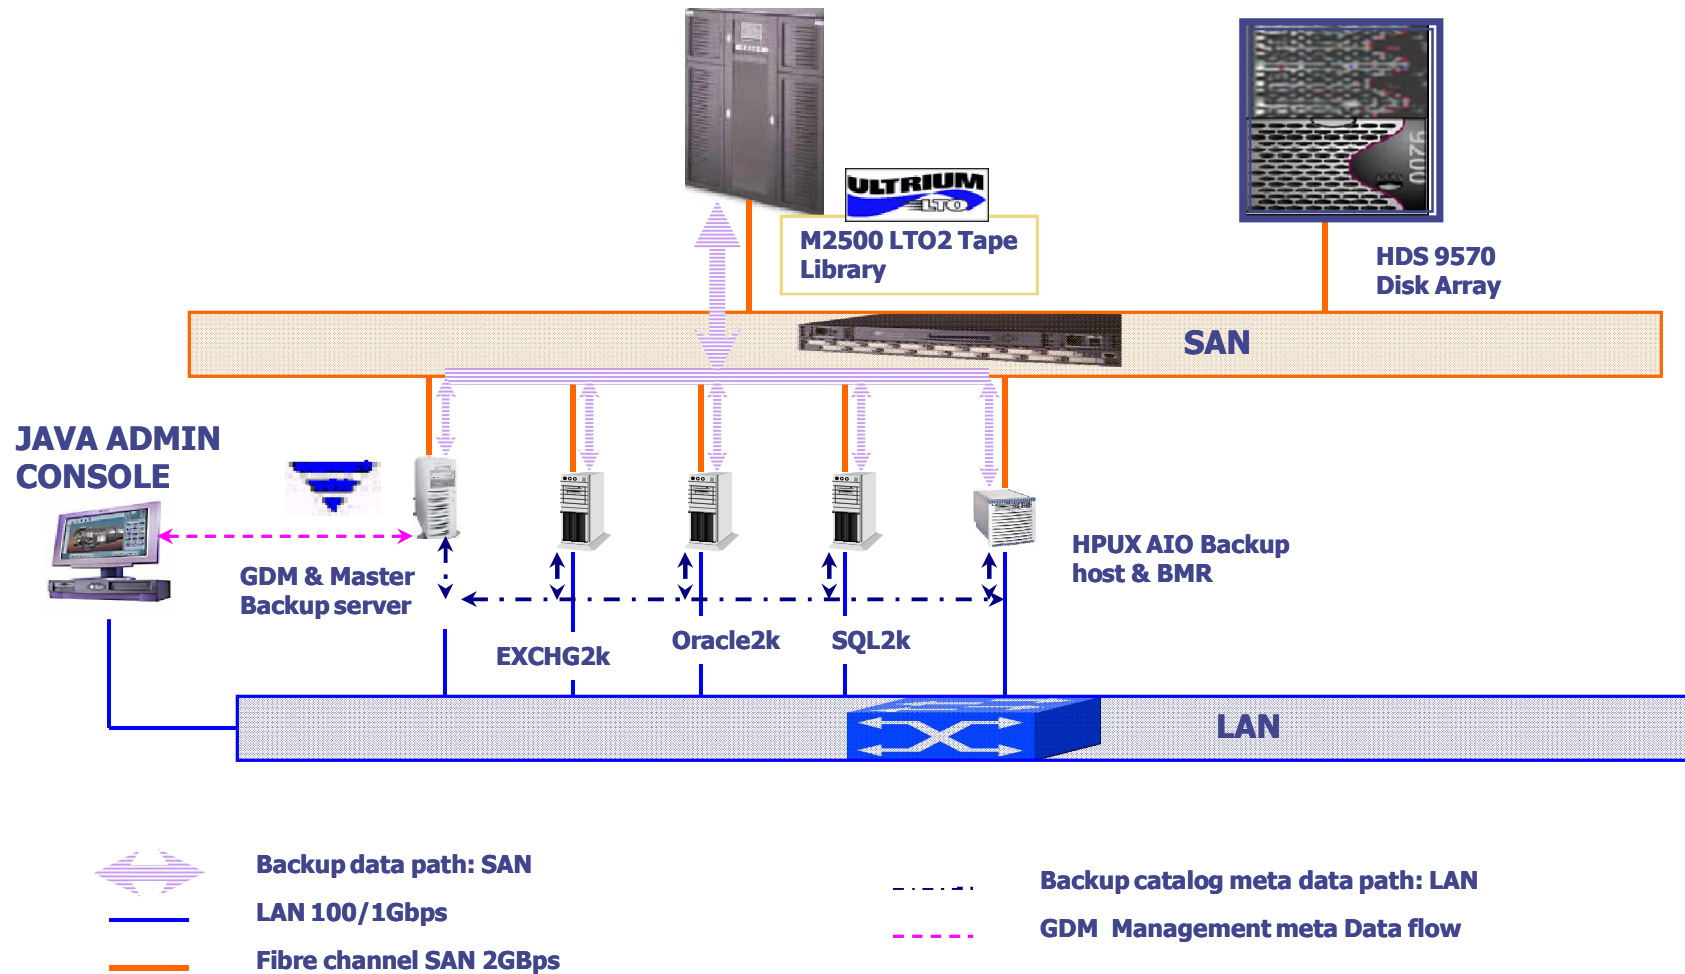 ULTRIUM
LTO
M2500 LTO2 Tape
Library
9200
HDS 9570
Disk Array
SAN
JAVA ADMIN
CONSOLE
GDM & Master
Backup server
HPUX AIO Backup
host & BMR
EXCHG2k
Oracle2k
SQL2k
LAN
Backup data path: SAN
LAN 100/1Gbps
Fibre channel SAN 2GBps
Backup catalog meta data path: LAN
GDM Management meta Data flow